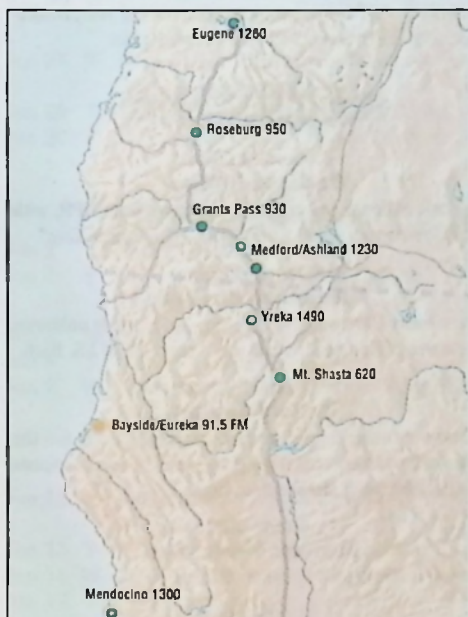 Eugene 1260
Roseburg 950
Grants Pass 930
Medford/Ashland 1230
Yreka 1490
Mt. Shasta 620
Bayside/Eureka 91.5 FM
Mendocino 1300